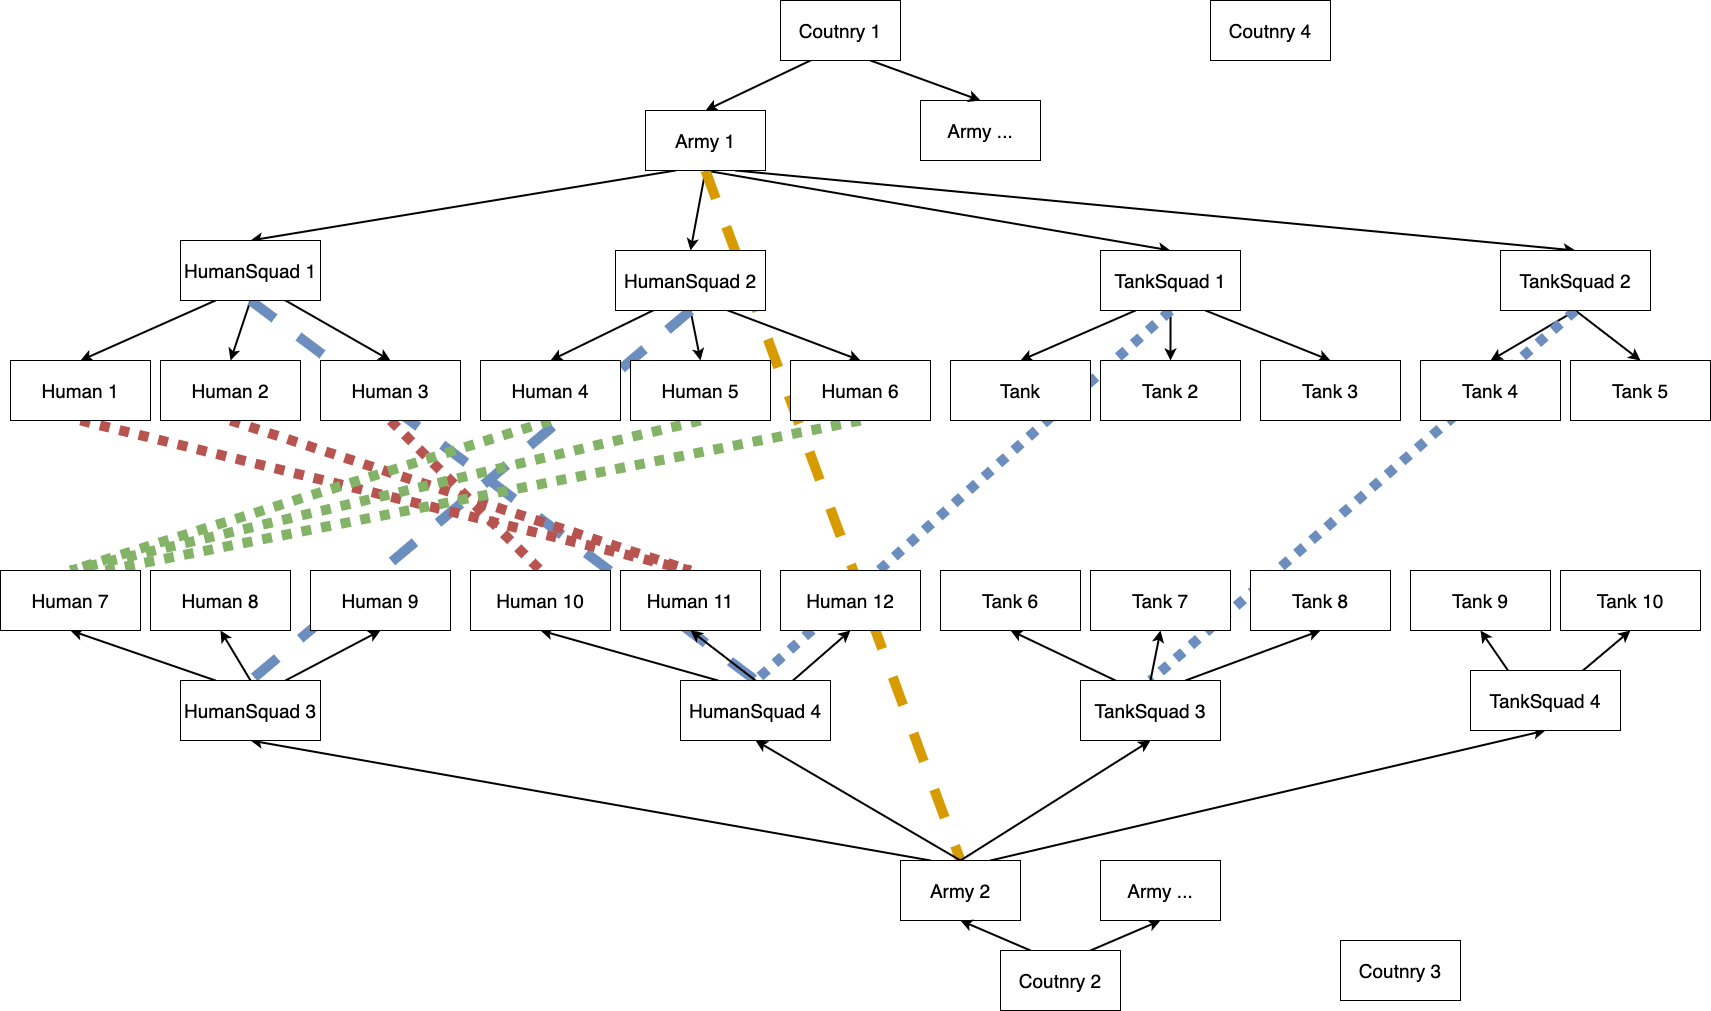 Coutnry 1
Coutnry 4
Army 1
Army ...
HumanSquad 1
HumanSquad 2
TankSquad 1
TankSquad 2
Human 1
Human 2
Human 3
Human 4
Human 5
Human 6
Tank
Tank 2
Tank 3
Tank 4
Tank 5
Human 7
Human 8
Human 9
Human 10
Human 11
Human 12
Tank 6
Tank 7
Tank 8
Tank 9
Tank 10
HumanSquad 3
HumanSquad 4
TankSquad 3
TankSquad 4
Army 2
Army ...
Coutnry 2
Coutnry 3